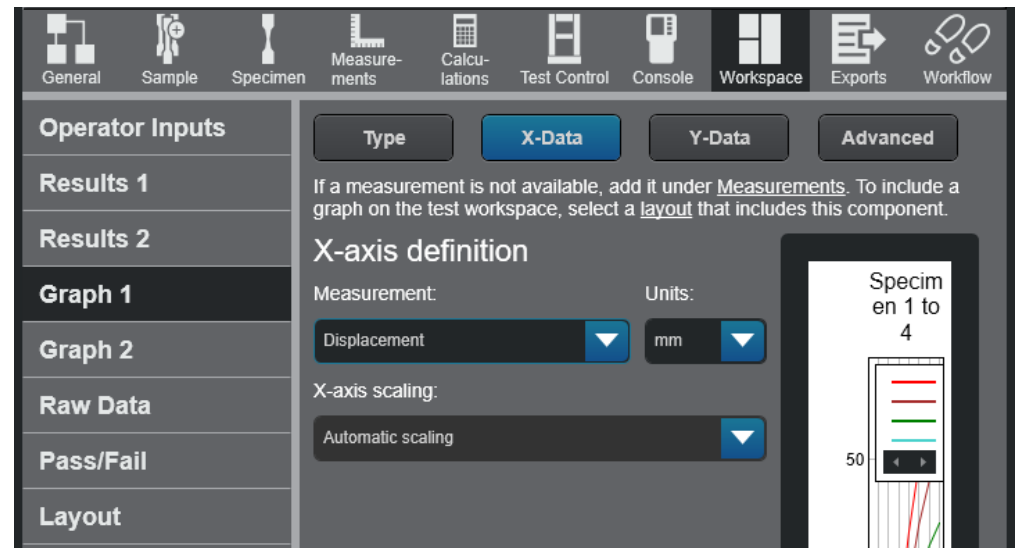 General
Sample
Specimen
Measure-
ments
Calcu-
lations
Test Control
Console
Workspace
Exports
Workflow
Operator Inputs
Results 1
Results 2
Graph 1
Graph 2
Raw Data
Pass/Fail
Layout
Type
X-Data
Y-Data
Advanced
If a measurement is not available, add it under Measurements. To include a
graph on the test workspace, select a layout that includes this component.
X-axis definition
Measurement:
Units:
Displacement
mm
X-axis scaling:
Automatic scaling
Specim
en 1 to
4
50